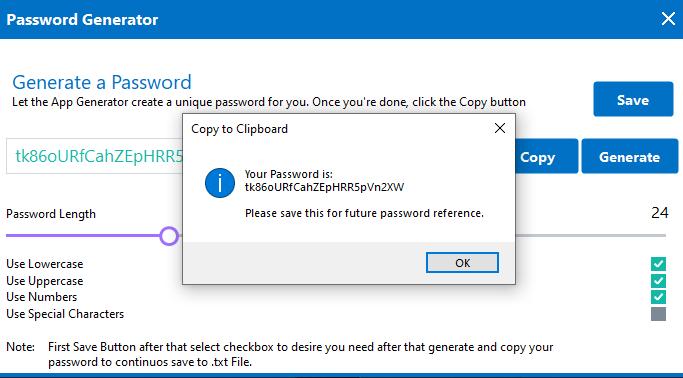 Password Generator
Generate a Password
Let the App Generator create a unique password for you. Once you're done, click the Copy button
Save
tk86oURfCahZEpHRR5
Copy
Generate
Copy to Clipboard
Your Password is:
tk86oURfCahZEpHRR5pVn2XW
Please save this for future password reference.
OK
Password Length
24
Use Lowercase
Use Uppercase
Use Numbers
Use Special Characters
Note: First Save Button after that select checkbox to desire you need after that generate and copy your
password to continuos save to .txt File.